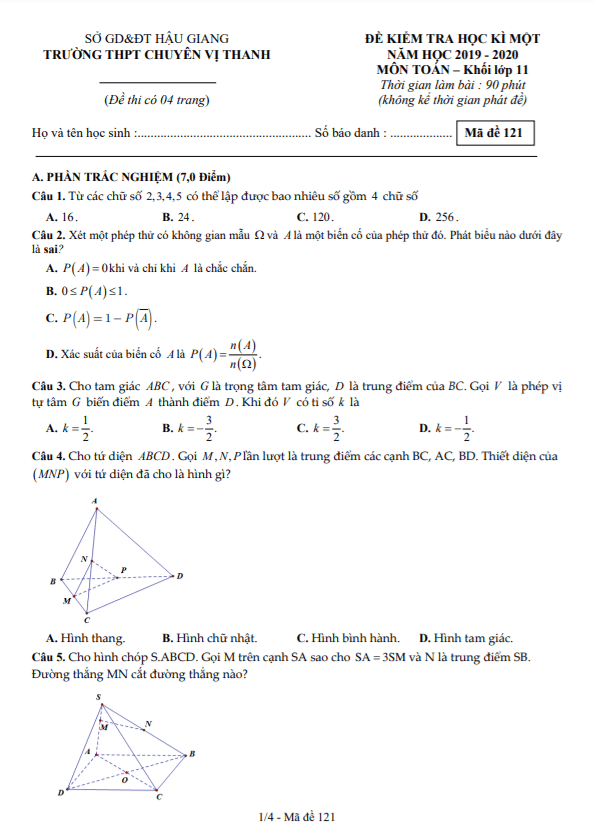 SỞ GD&ĐT HẬU GIANG
TRƯỜNG THPT CHUYÊN VỊ THANH
(Đề thi có 04 trang)
ĐỀ KIỂM TRA HỌC KÌ MỘT
NĂM HỌC 2019 - 2020
MÔN TOÁN – Khối lớp 11
Thời gian làm bài : 90 phút
(không kể thời gian phát đề)
Họ và tên học sinh :..................................................... Số báo danh : ................... Mã đề 121
A. PHẦN TRẮC NGHIỆM (7,0 Điểm)
Câu 1. Từ các chữ số 2,3,4,5 có thể lập được bao nhiêu số gồm 4 chữ số
A. 16. B. 24. C. 120. D. 256.
Câu 2. Xét một phép thử có không gian mẫu Ω và A là một biến cố của phép thử đó. Phát biểu nào dưới đây
là sai?
A. P(A) = 0 khi và chỉ khi A là chắc chắn.
B. 0 ≤ P(A) ≤ 1.
C. P(A) = 1 − P(A̅).
D. Xác suất của biến cố A là P(A) = n(A)/n(Ω).
Câu 3. Cho tam giác ABC, với G là trọng tâm tam giác, D là trung điểm của BC. Gọi V là phép vị
tự tâm G biến điểm A thành điểm D. Khi đó V có tỉ số k là
A. k = 1/2. B. k = −3/2. C. k = 3/2. D. k = −1/2.
Câu 4. Cho tứ diện ABCD. Gọi M, N, P lần lượt là trung điểm các cạnh BC, AC, BD. Thiết diện của
(MNP) với tứ diện đã cho là hình gì?
A
N
P
B
D
M
C
A. Hình thang. B. Hình chữ nhật. C. Hình bình hành. D. Hình tam giác.
Câu 5. Cho hình chóp S.ABCD. Gọi M trên cạnh SA sao cho SA = 3SM và N là trung điểm SB.
Đường thẳng MN cắt đường thẳng nào?
S
M
N
A
B
O
D
C
1/4 - Mã đề 121